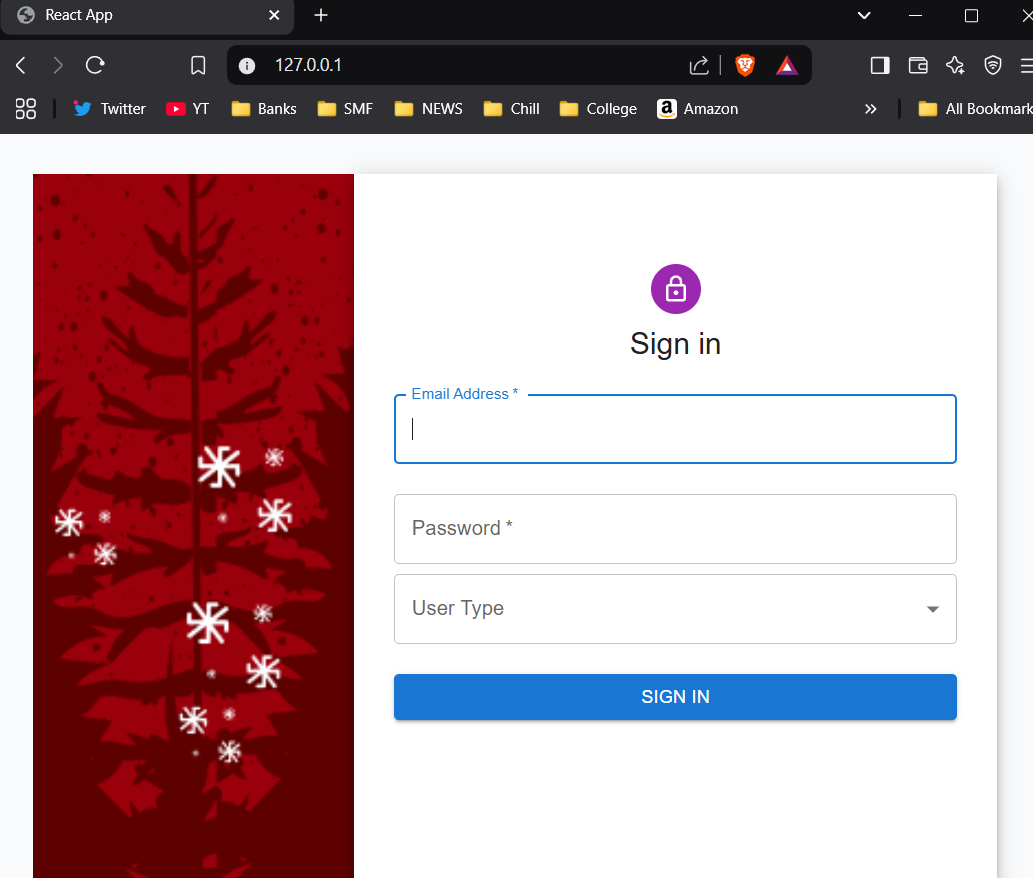 React App
127.0.0.1
Twitter YT Banks SMF NEWS Chill College Amazon All Bookmark
Sign in
Email Address *
Password *
User Type
SIGN IN